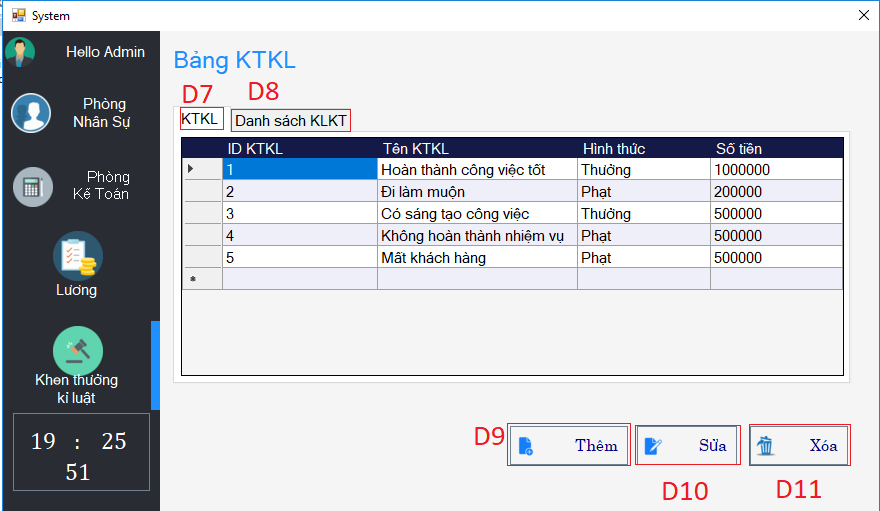 System
Hello Admin
Phòng
Nhân Sự
Phòng
Kế Toán
Lương
Khen thưởng
kỉ luật
19 : 25
51
Bảng KTKL
D7 D8
KTKL Danh sách KLKT
ID KTKL Tên KTKL Hình thức Số tiền
1 Hoàn thành công việc tốt Thưởng 1000000
2 Đi làm muộn Phạt 200000
3 Có sáng tạo công việc Thưởng 500000
4 Không hoàn thành nhiệm vụ Phạt 500000
5 Mất khách hàng Phạt 500000
*
D9 Thêm Sửa Xóa
D10 D11